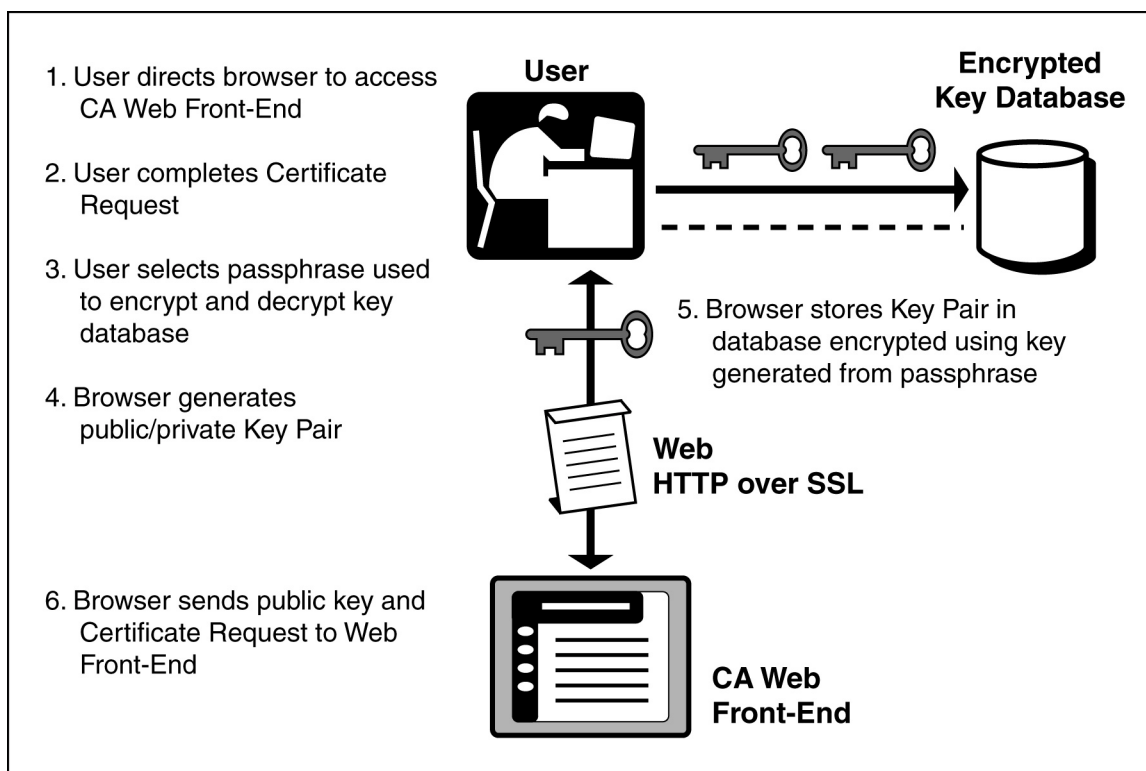 1. User directs browser to access
CA Web Front-End
2. User completes Certificate
Request
3. User selects passphrase used
to encrypt and decrypt key
database
4. Browser generates
public/private Key Pair
6. Browser sends public key and
Certificate Request to Web
Front-End
User
Encrypted
Key Database
5. Browser stores Key Pair in
database encrypted using key
generated from passphrase
Web
HTTP over SSL
CA Web
Front-End